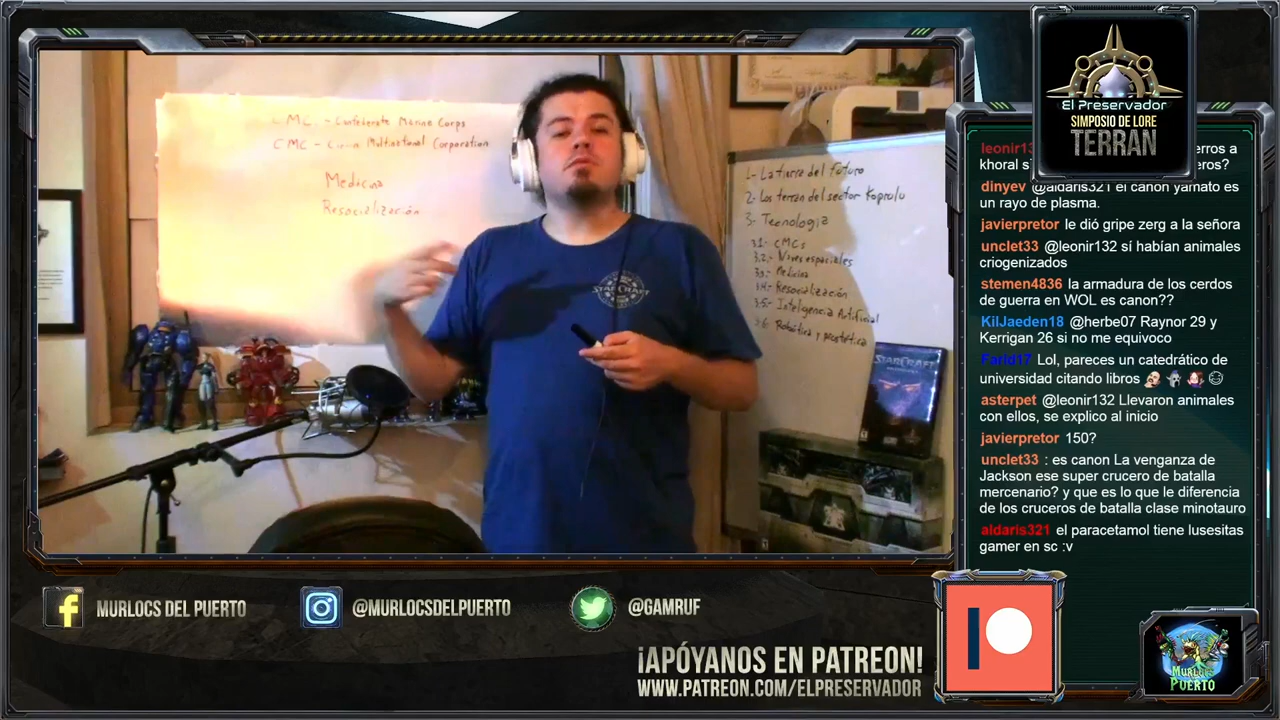 CMC - Confederate Marine Corps
CMC - Multinational Corporation
Medicina
Resocialización
1- La tierra del futuro
2- Los terran del sector Koprulu
3- Tecnologia
3.1- CMCs
3.2- Naves espaciales
3.3- Medicina
3.4- Resocialización
3.5- Inteligencia Artificial
3.6- Robótica y prostética
STARCRAFT
STARCRAFT
El Preservador
SIMPOSIO DE LORE
TERRAN
leonir13 erros a
khoral s eros?
dinyev @aldaris321 el canon yamato es
un rayo de plasma.
javierpretor le dió gripe zerg a la señora
unclet33 @leonir132 sí habían animales
criogenizados
stemen4836 la armadura de los cerdos
de guerra en WOL es canon??
KilJaeden18 @herbe07 Raynor 29 y
Kerrigan 26 si no me equivoco
Farid17 Lol, pareces un catedrático de
universidad citando libros
asterpet @leonir132 Llevaron animales
con ellos, se explico al inicio
javierpretor 150?
unclet33 : es canon La venganza de
Jackson ese super crucero de batalla
mercenario? y que es lo que le diferencia
de los cruceros de batalla clase minotauro
aldaris321 el paracetamol tiene lusesitas
gamer en sc :v
MURLOCS DEL PUERTO
@MURLOCSDELPUERTO
@GAMRUF
¡APÓYANOS EN PATREON!
WWW.PATREON.COM/ELPRESERVADOR
MURLOCS
PUERTO